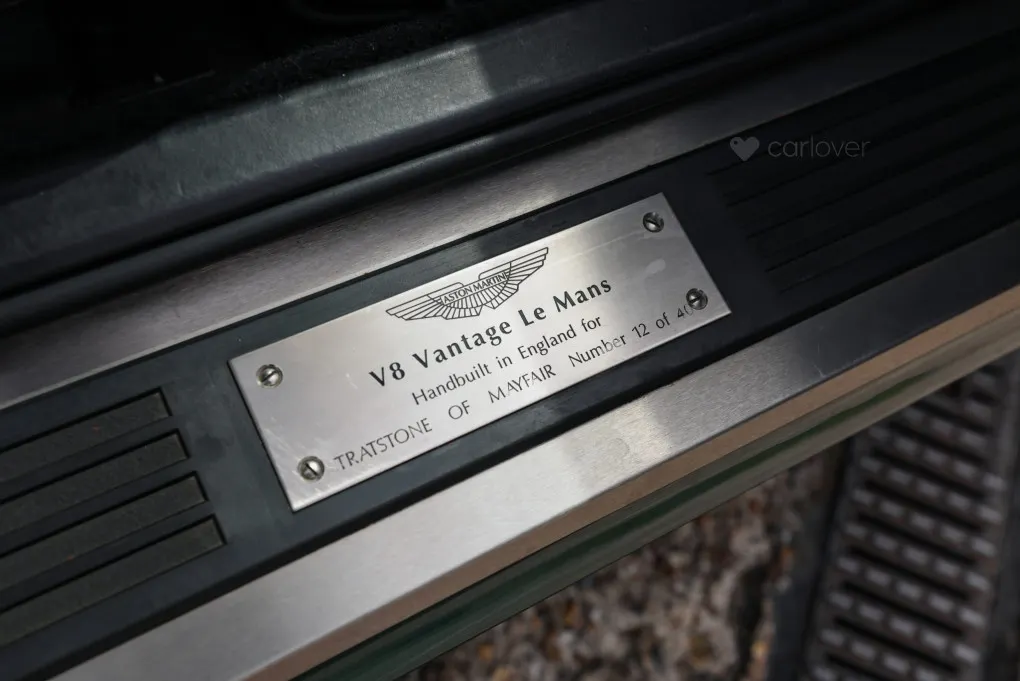 carlover
ASTON MARTIN
V8 Vantage Le Mans
Handbuilt in England for
TRATSTONE OF MAYFAIR Number 12 of 40